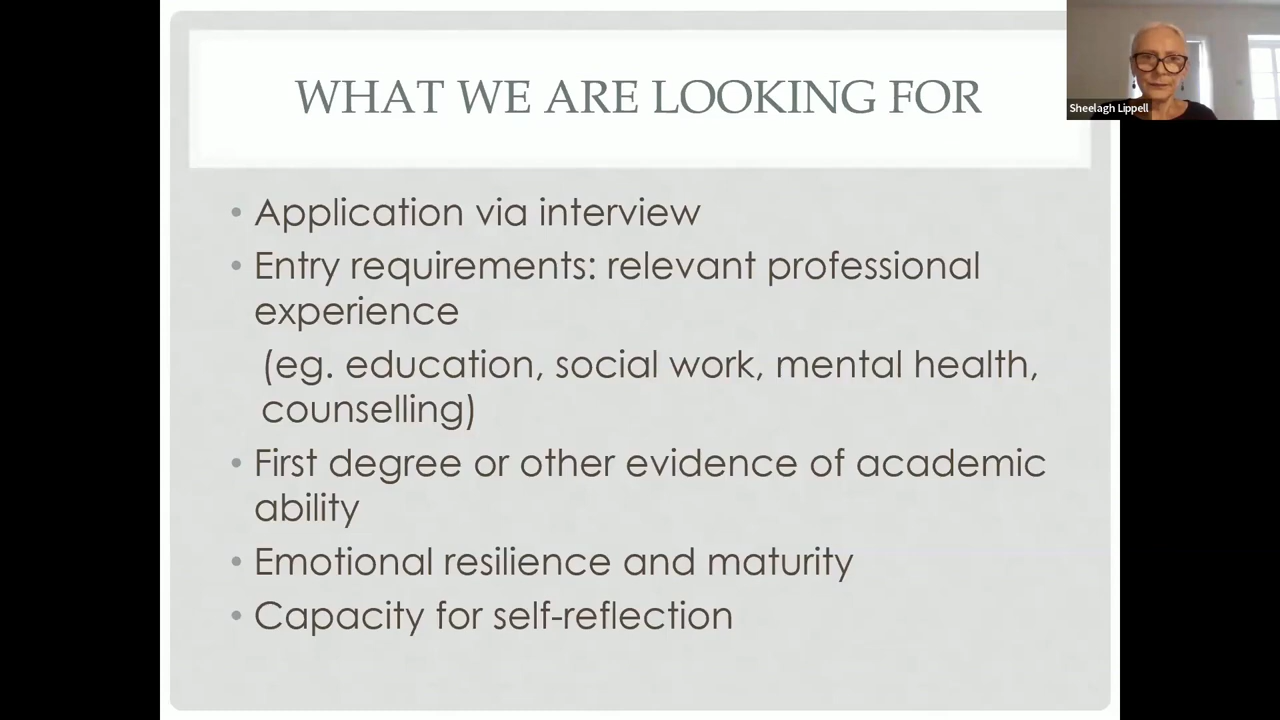 WHAT WE ARE LOOKING FOR
Sheelagh Lippell
• Application via interview
• Entry requirements: relevant professional
experience
(eg. education, social work, mental health,
counselling)
• First degree or other evidence of academic
ability
• Emotional resilience and maturity
• Capacity for self-reflection